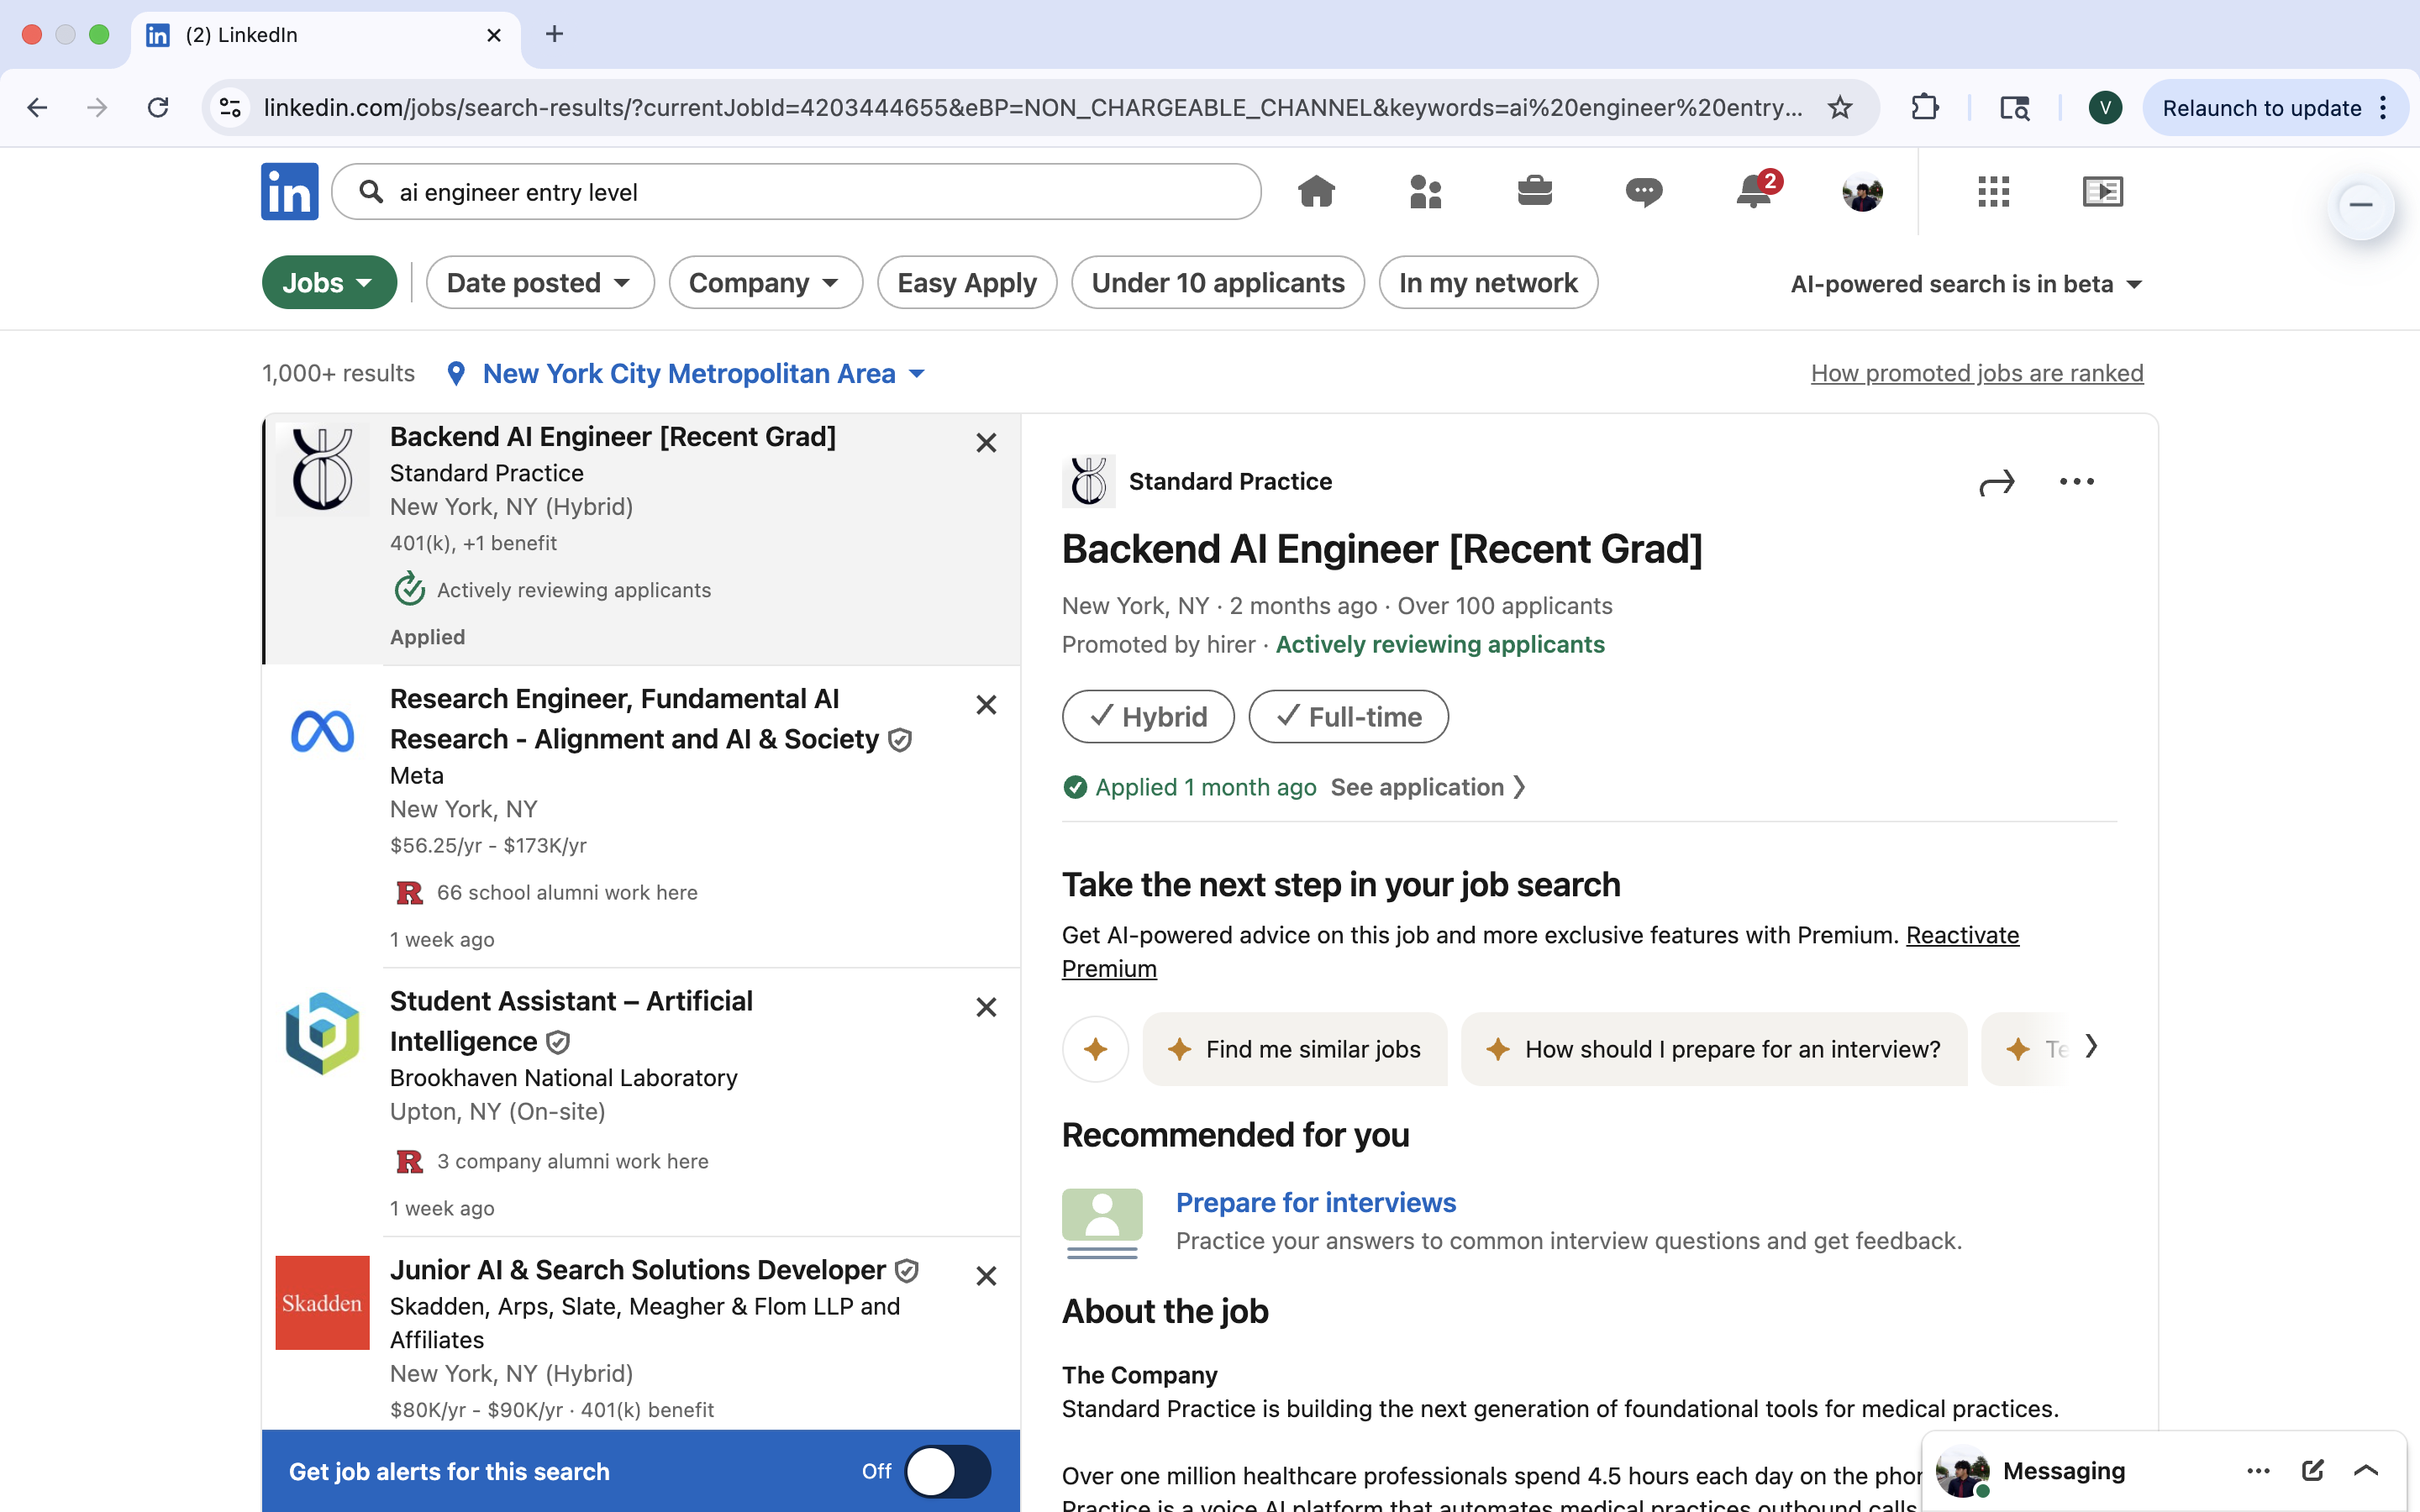 (2) LinkedIn
linkedin.com/jobs/search-results/?currentJobId=4203444655&eBP=NON_CHARGEABLE_CHANNEL&keywords=ai%20engineer%20entry...
V
Relaunch to update
in
ai engineer entry level
2
Jobs
Date posted
Company
Easy Apply
Under 10 applicants
In my network
AI-powered search is in beta
1,000+ results
New York City Metropolitan Area
How promoted jobs are ranked
Backend AI Engineer [Recent Grad]
Standard Practice
New York, NY (Hybrid)
401(k), +1 benefit
Actively reviewing applicants
Applied
Research Engineer, Fundamental AI
Research - Alignment and AI & Society
Meta
New York, NY
$56.25/yr - $173K/yr
R 66 school alumni work here
1 week ago
Student Assistant – Artificial
Intelligence
Brookhaven National Laboratory
Upton, NY (On-site)
R 3 company alumni work here
1 week ago
Skadden
Junior AI & Search Solutions Developer
Skadden, Arps, Slate, Meagher & Flom LLP and
Affiliates
New York, NY (Hybrid)
$80K/yr - $90K/yr · 401(k) benefit
Get job alerts for this search
Off
Standard Practice
Backend AI Engineer [Recent Grad]
New York, NY · 2 months ago · Over 100 applicants
Promoted by hirer · Actively reviewing applicants
Hybrid
Full-time
Applied 1 month ago See application
Take the next step in your job search
Get AI-powered advice on this job and more exclusive features with Premium. Reactivate
Premium
Find me similar jobs
How should I prepare for an interview?
Te
Recommended for you
Prepare for interviews
Practice your answers to common interview questions and get feedback.
About the job
The Company
Standard Practice is building the next generation of foundational tools for medical practices.
Over one million healthcare professionals spend 4.5 hours each day on the phon
Practice is a voice AI platform that automates medical practices outbound calls
Messaging